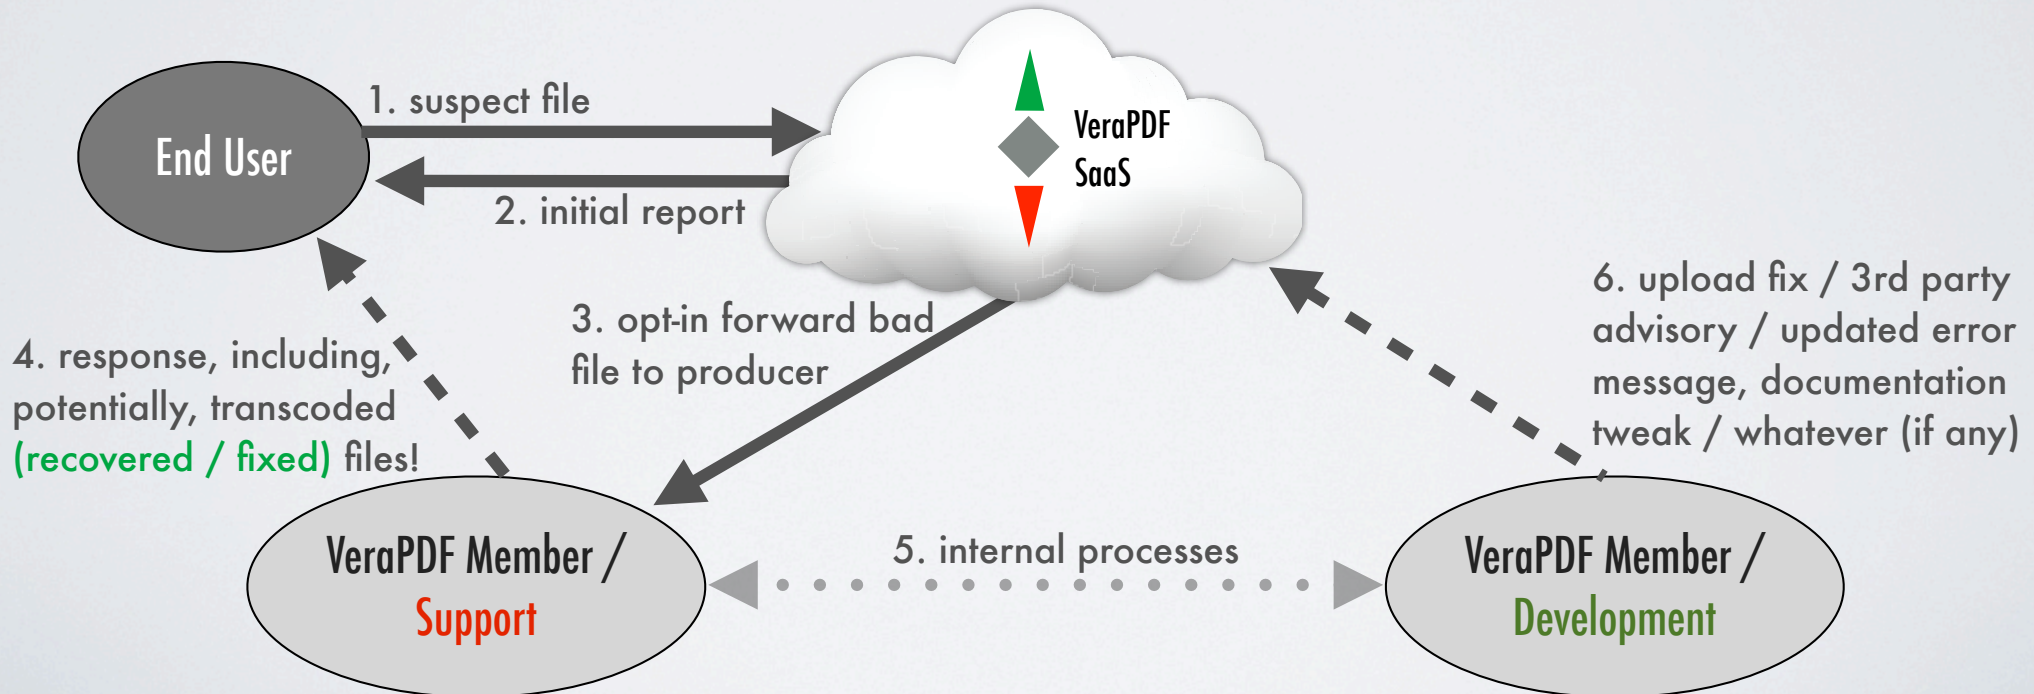 1. suspect file
End User
VeraPDF
SaaS
2. initial report
3. opt-in forward bad
file to producer
4. response, including,
potentially, transcoded
(recovered / fixed) files!
6. upload fix / 3rd party
advisory / updated error
message, documentation
tweak / whatever (if any)
VeraPDF Member /
Support
5. internal processes
VeraPDF Member /
Development